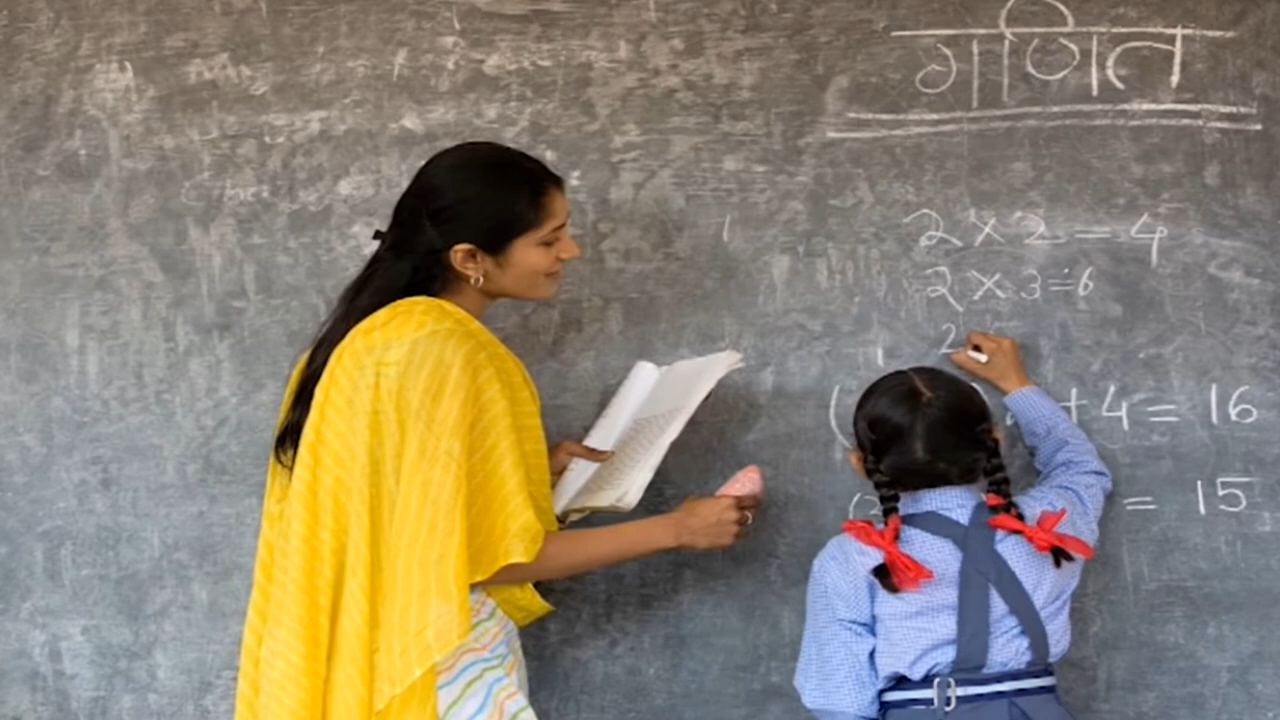 गणित
2 × 2 = 4
2 × 3 = 6
2
( + 4 = 16
= 15